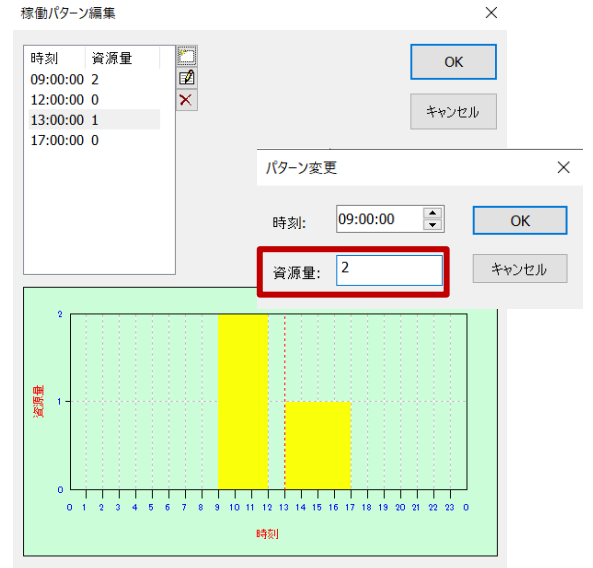 稼働パターン編集
時刻 資源量
09:00:00 2
12:00:00 0
13:00:00 1
17:00:00 0
OK
キャンセル
パターン変更
時刻: 09:00:00
資源量: 2
OK
キャンセル
2
1
0
資源量
0 1 2 3 4 5 6 7 8 9 10 11 12 13 14 15 16 17 18 19 20 21 22 23 0
時刻